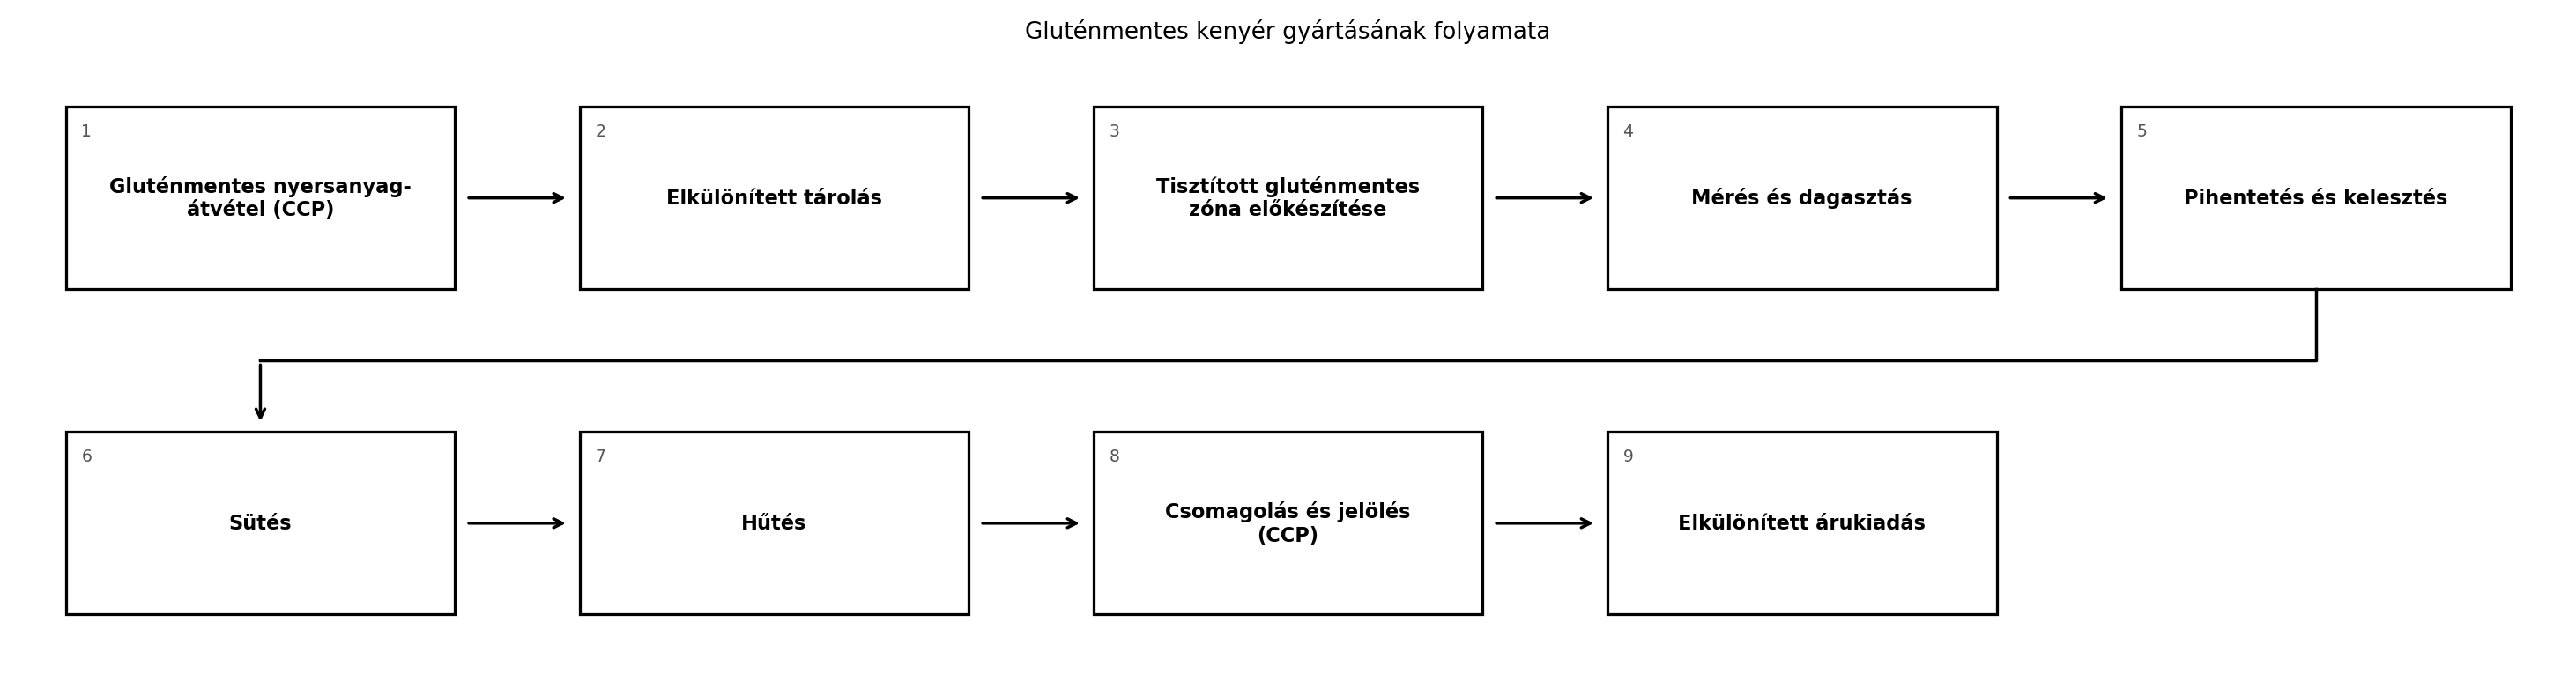 Gluténmentes kenyér gyártásának folyamata
1
Gluténmentes nyersanyag-
átvétel (CCP)
2
Elkülönített tárolás
3
Tisztított gluténmentes
zóna előkészítése
4
Mérés és dagasztás
5
Pihentetés és kelesztés
6
Sütés
7
Hűtés
8
Csomagolás és jelölés
(CCP)
9
Elkülönített árukiadás